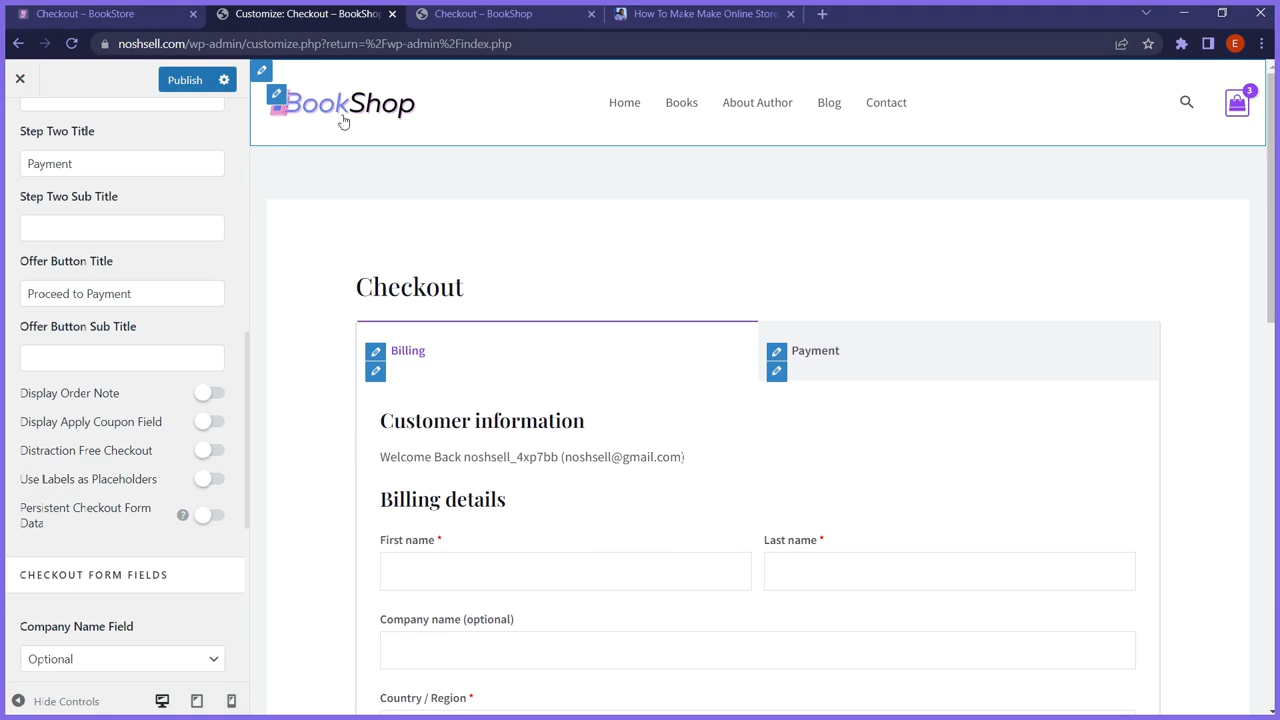 Checkout – BookStore
Customize: Checkout – BookShop
Checkout – BookShop
How To Make Make Online Store
noshsell.com/wp-admin/customize.php?return=%2Fwp-admin%2Findex.php
E
Publish
Step Two Title
Payment
Step Two Sub Title
Offer Button Title
Proceed to Payment
Offer Button Sub Title
Display Order Note
Display Apply Coupon Field
Distraction Free Checkout
Use Labels as Placeholders
Persistent Checkout Form
Data
?
CHECKOUT FORM FIELDS
Company Name Field
Optional
Hide Controls
BookShop
Home
Books
About Author
Blog
Contact
3
Checkout
Billing
Payment
Customer information
Welcome Back noshsell_4xp7bb (noshsell@gmail.com)
Billing details
First name *
Last name *
Company name (optional)
Country / Region *